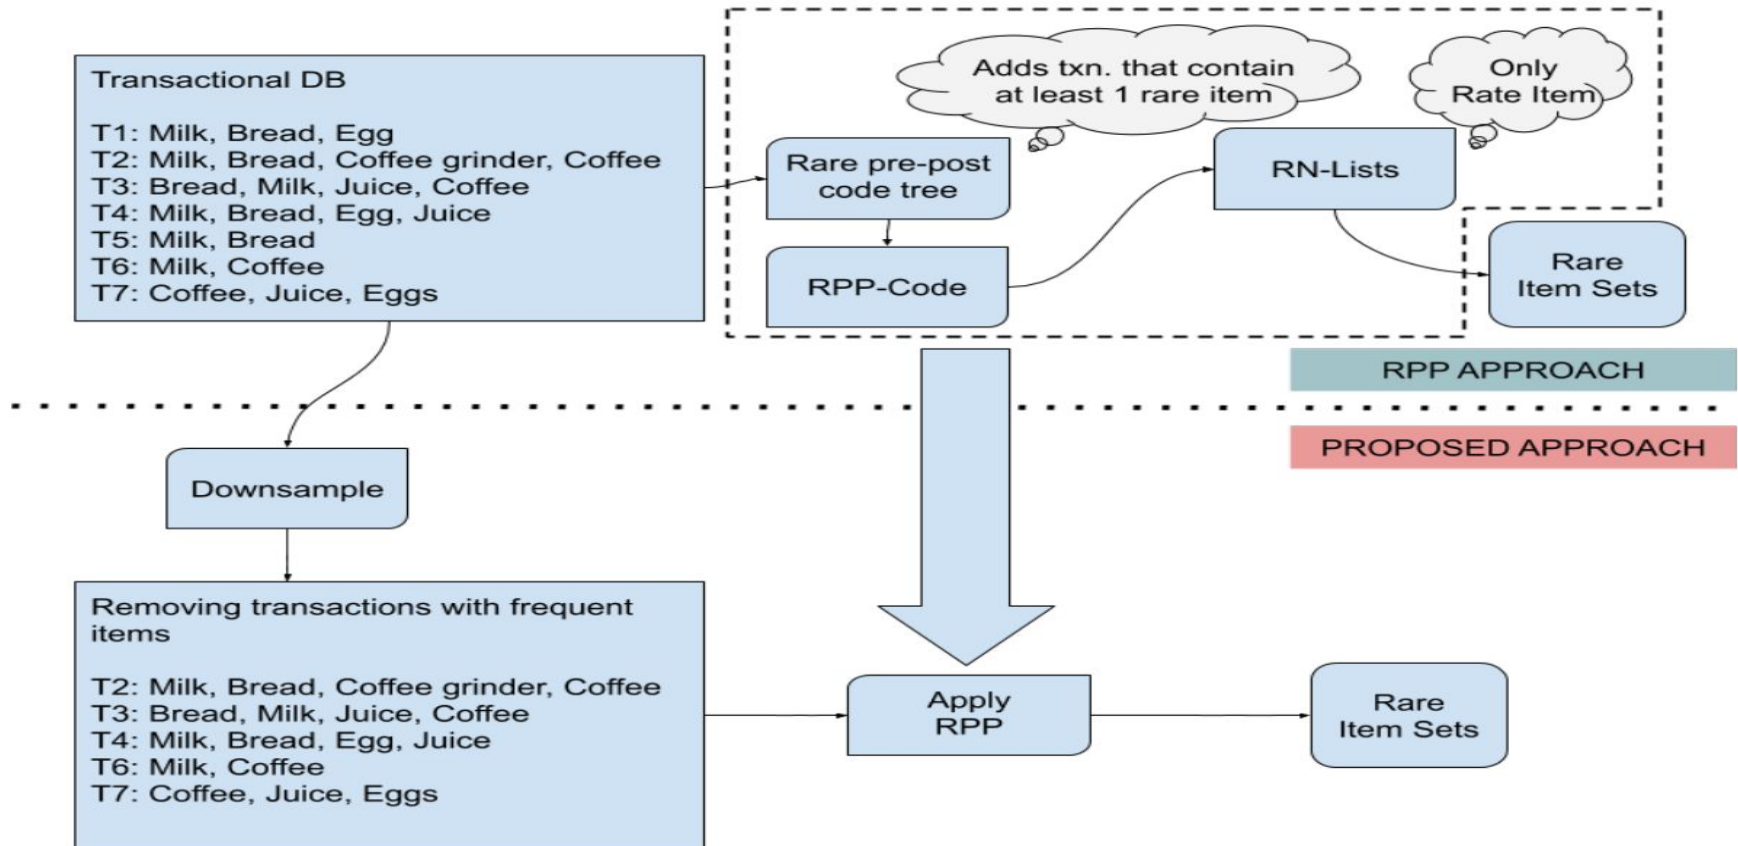 Transactional DB
T1: Milk, Bread, Egg
T2: Milk, Bread, Coffee grinder, Coffee
T3: Bread, Milk, Juice, Coffee
T4: Milk, Bread, Egg, Juice
T5: Milk, Bread
T6: Milk, Coffee
T7: Coffee, Juice, Eggs
Adds txn. that contain
at least 1 rare item
Only
Rate Item
Rare pre-post
code tree
RN-Lists
RPP-Code
Rare
Item Sets
RPP APPROACH
PROPOSED APPROACH
Downsample
Removing transactions with frequent
items
T2: Milk, Bread, Coffee grinder, Coffee
T3: Bread, Milk, Juice, Coffee
T4: Milk, Bread, Egg, Juice
T6: Milk, Coffee
T7: Coffee, Juice, Eggs
Apply
RPP
Rare
Item Sets